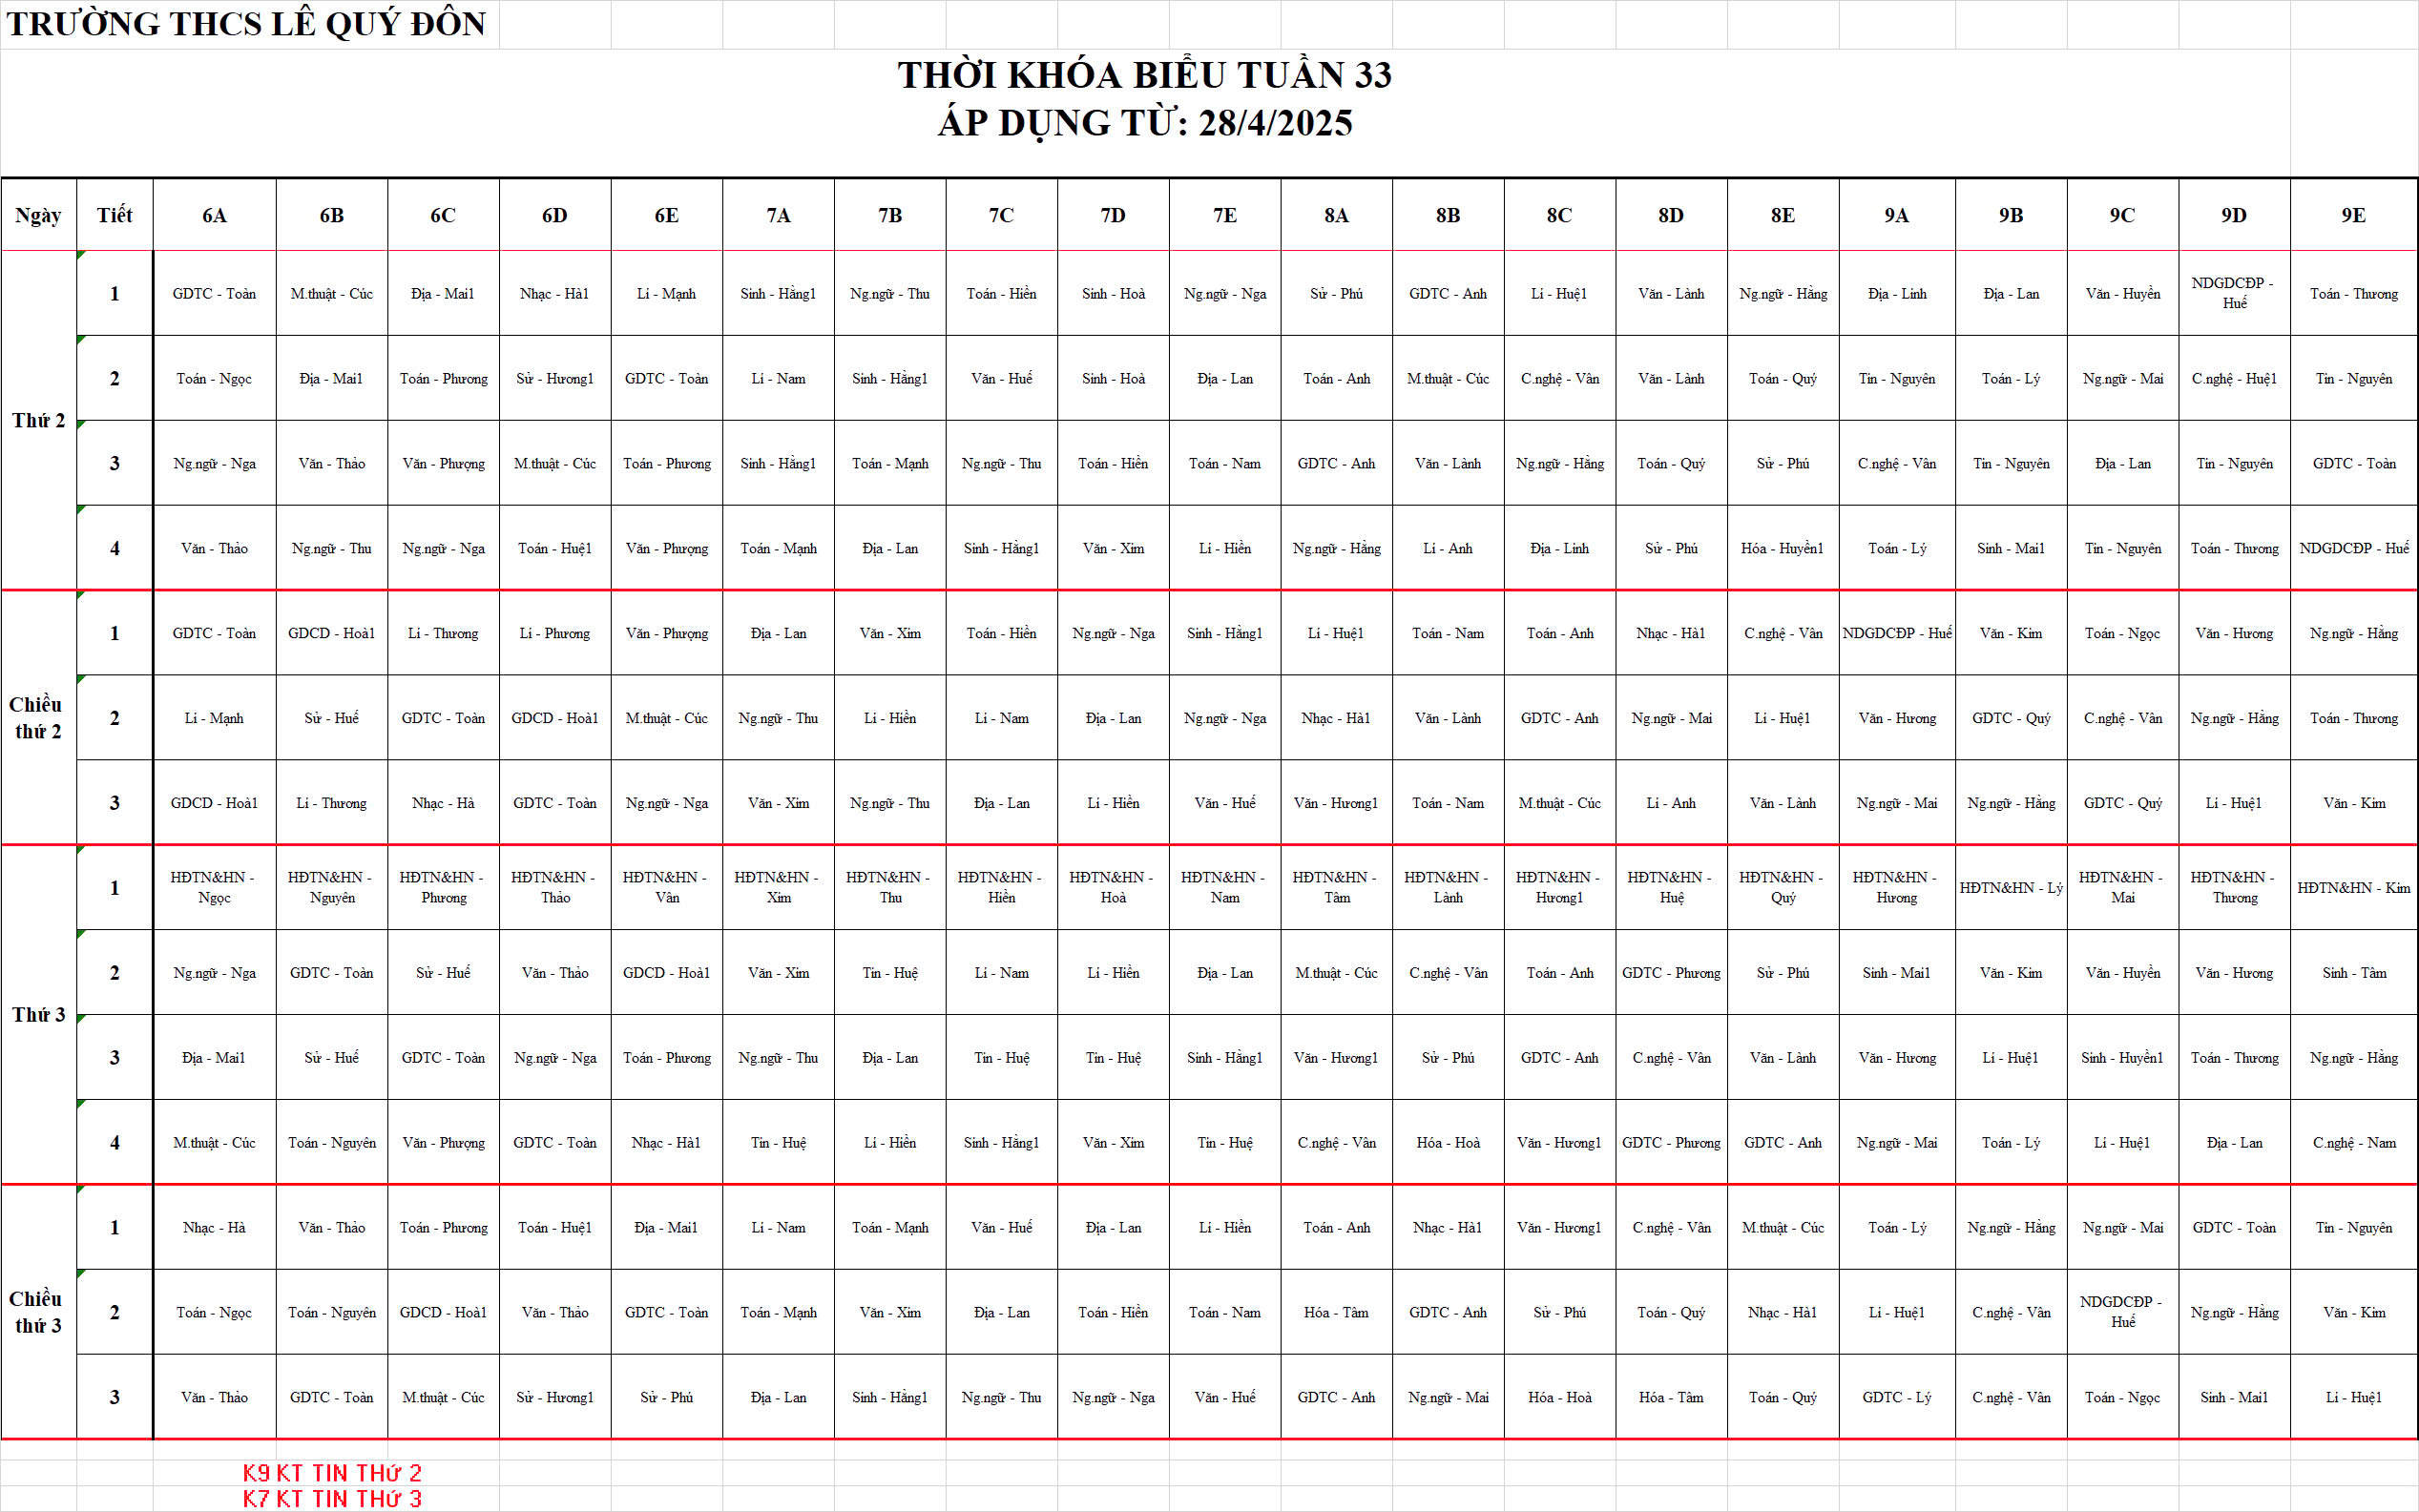 TRƯỜNG THCS LÊ QUÝ ĐÔN
THỜI KHÓA BIỂU TUẦN 33
ÁP DỤNG TỪ: 28/4/2025
Ngày Tiết 6A 6B 6C 6D 6E 7A 7B 7C 7D 7E 8A 8B 8C 8D 8E 9A 9B 9C 9D 9E
Thứ 2
1 GDTC - Toàn M.thuật - Cúc Địa - Mai1 Nhạc - Hà1 Lí - Mạnh Sinh - Hằng1 Ng.ngữ - Thu Toán - Hiền Sinh - Hoà Ng.ngữ - Nga Sử - Phú GDTC - Anh Lí - Huệ1 Văn - Lành Ng.ngữ - Hằng Địa - Linh Địa - Lan Văn - Huyền NDGDCĐP - Huế Toán - Thương
2 Toán - Ngọc Địa - Mai1 Toán - Phương Sử - Hương1 GDTC - Toàn Lí - Nam Sinh - Hằng1 Văn - Huế Sinh - Hoà Địa - Lan Toán - Anh M.thuật - Cúc C.nghệ - Vân Văn - Lành Toán - Quý Tin - Nguyên Toán - Lý Ng.ngữ - Mai C.nghệ - Huệ1 Tin - Nguyên
3 Ng.ngữ - Nga Văn - Thảo Văn - Phượng M.thuật - Cúc Toán - Phương Sinh - Hằng1 Toán - Mạnh Ng.ngữ - Thu Toán - Hiền Toán - Nam GDTC - Anh Văn - Lành Ng.ngữ - Hằng Toán - Quý Sử - Phú C.nghệ - Vân Tin - Nguyên Địa - Lan Tin - Nguyên GDTC - Toàn
4 Văn - Thảo Ng.ngữ - Thu Ng.ngữ - Nga Toán - Huệ1 Văn - Phượng Toán - Mạnh Địa - Lan Sinh - Hằng1 Văn - Xim Lí - Hiền Ng.ngữ - Hằng Lí - Anh Địa - Linh Sử - Phú Hóa - Huyền1 Toán - Lý Sinh - Mai1 Tin - Nguyên Toán - Thương NDGDCĐP - Huế
Chiều thứ 2
1 GDTC - Toàn GDCD - Hoà1 Lí - Thương Lí - Phương Văn - Phượng Địa - Lan Văn - Xim Toán - Hiền Ng.ngữ - Nga Sinh - Hằng1 Lí - Huệ1 Toán - Nam Toán - Anh Nhạc - Hà1 C.nghệ - Vân NDGDCĐP - Huế Văn - Kim Toán - Ngọc Văn - Hương Ng.ngữ - Hằng
2 Lí - Mạnh Sử - Huế GDTC - Toàn GDCD - Hoà1 M.thuật - Cúc Ng.ngữ - Thu Lí - Hiền Lí - Nam Địa - Lan Ng.ngữ - Nga Nhạc - Hà1 Văn - Lành GDTC - Anh Ng.ngữ - Mai Lí - Huệ1 Văn - Hương GDTC - Quý C.nghệ - Vân Ng.ngữ - Hằng Toán - Thương
3 GDCD - Hoà1 Lí - Thương Nhạc - Hà GDTC - Toàn Ng.ngữ - Nga Văn - Xim Ng.ngữ - Thu Địa - Lan Lí - Hiền Văn - Huế Văn - Hương1 Toán - Nam M.thuật - Cúc Lí - Anh Văn - Lành Ng.ngữ - Mai Ng.ngữ - Hằng GDTC - Quý Lí - Huệ1 Văn - Kim
Thứ 3
1 HĐTN&HN - Ngọc HĐTN&HN - Nguyên HĐTN&HN - Phương HĐTN&HN - Thảo HĐTN&HN - Vân HĐTN&HN - Xim HĐTN&HN - Thu HĐTN&HN - Hiền HĐTN&HN - Hoà HĐTN&HN - Nam HĐTN&HN - Tâm HĐTN&HN - Lành HĐTN&HN - Hương1 HĐTN&HN - Huệ HĐTN&HN - Quý HĐTN&HN - Hương HĐTN&HN - Lý HĐTN&HN - Mai HĐTN&HN - Thương HĐTN&HN - Kim
2 Ng.ngữ - Nga GDTC - Toàn Sử - Huế Văn - Thảo GDCD - Hoà1 Văn - Xim Tin - Huệ Lí - Nam Lí - Hiền Địa - Lan M.thuật - Cúc C.nghệ - Vân Toán - Anh GDTC - Phương Sử - Phú Sinh - Mai1 Văn - Kim Văn - Huyền Văn - Hương Sinh - Tâm
3 Địa - Mai1 Sử - Huế GDTC - Toàn Ng.ngữ - Nga Toán - Phương Ng.ngữ - Thu Địa - Lan Tin - Huệ Tin - Huệ Sinh - Hằng1 Văn - Hương1 Sử - Phú GDTC - Anh C.nghệ - Vân Văn - Lành Văn - Hương Lí - Huệ1 Sinh - Huyền1 Toán - Thương Ng.ngữ - Hằng
4 M.thuật - Cúc Toán - Nguyên Văn - Phượng GDTC - Toàn Nhạc - Hà1 Tin - Huệ Lí - Hiền Sinh - Hằng1 Văn - Xim Tin - Huệ C.nghệ - Vân Hóa - Hoà Văn - Hương1 GDTC - Phương GDTC - Anh Ng.ngữ - Mai Toán - Lý Lí - Huệ1 Địa - Lan C.nghệ - Nam
Chiều thứ 3
1 Nhạc - Hà Văn - Thảo Toán - Phương Toán - Huệ1 Địa - Mai1 Lí - Nam Toán - Mạnh Văn - Huế Địa - Lan Lí - Hiền Toán - Anh Nhạc - Hà1 Văn - Hương1 C.nghệ - Vân M.thuật - Cúc Toán - Lý Ng.ngữ - Hằng Ng.ngữ - Mai GDTC - Toàn Tin - Nguyên
2 Toán - Ngọc Toán - Nguyên GDCD - Hoà1 Văn - Thảo GDTC - Toàn Toán - Mạnh Văn - Xim Địa - Lan Toán - Hiền Toán - Nam Hóa - Tâm GDTC - Anh Sử - Phú Toán - Quý Nhạc - Hà1 Lí - Huệ1 C.nghệ - Vân NDGDCĐP - Huế Ng.ngữ - Hằng Văn - Kim
3 Văn - Thảo GDTC - Toàn M.thuật - Cúc Sử - Hương1 Sử - Phú Địa - Lan Sinh - Hằng1 Ng.ngữ - Thu Ng.ngữ - Nga Văn - Huế GDTC - Anh Ng.ngữ - Mai Hóa - Hoà Hóa - Tâm Toán - Quý GDTC - Lý C.nghệ - Vân Toán - Ngọc Sinh - Mai1 Lí - Huệ1
K9 KT TIN THứ 2
K7 KT TIN THứ 3